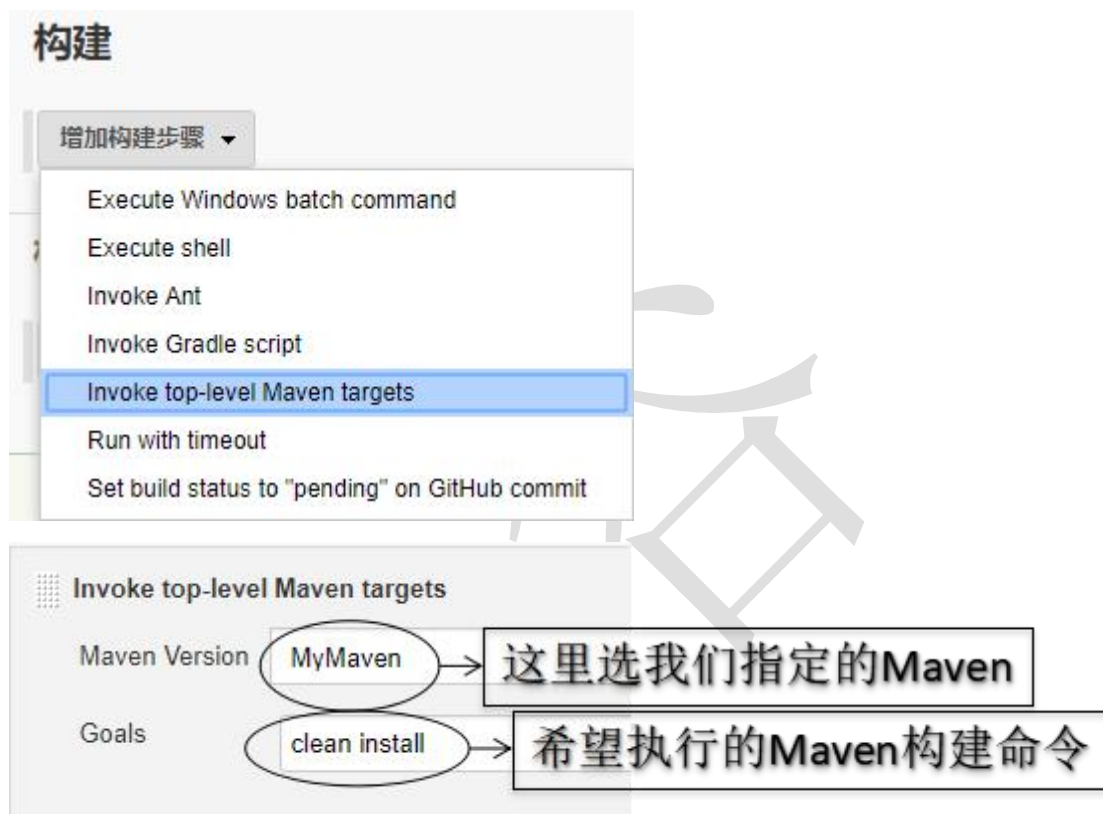 构建
增加构建步骤
Execute Windows batch command
Execute shell
Invoke Ant
Invoke Gradle script
Invoke top-level Maven targets
Run with timeout
Set build status to "pending" on GitHub commit
Invoke top-level Maven targets
Maven Version MyMaven 这里选我们指定的Maven
Goals clean install 希望执行的Maven构建命令